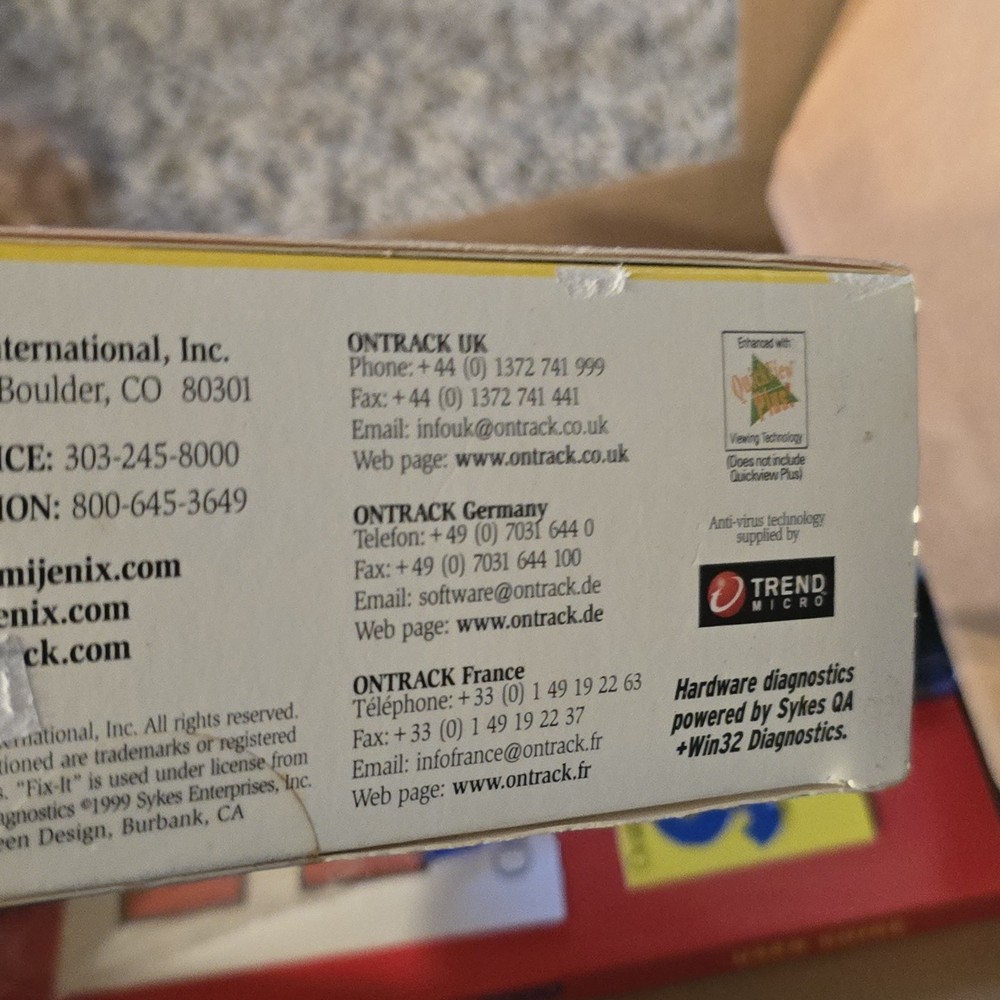 ternational, Inc.
Boulder, CO 80301
ICE: 303-245-8000
ION: 800-645-3649
mijenix.com
enix.com
ck.com
ernational, Inc. All rights reserved.
tioned are trademarks or registered
s. "Fix-It" is used under license from
agnostics ©1999 Sykes Enterprises, Inc.
een Design, Burbank, CA
ONTRACK UK
Phone: + 44 (0) 1372 741 999
Fax: + 44 (0) 1372 741 441
Email: infouk@ontrack.co.uk
Web page: www.ontrack.co.uk
ONTRACK Germany
Telefon: + 49 (0) 7031 644 0
Fax: + 49 (0) 7031 644 100
Email: software@ontrack.de
Web page: www.ontrack.de
ONTRACK France
Téléphone: + 33 (0) 1 49 19 22 63
Fax: + 33 (0) 1 49 19 22 37
Email: infofrance@ontrack.fr
Web page: www.ontrack.fr
Enhanced with
Quick View
Plus!
Viewing Technology
(Does not include
Quickview Plus)
Anti-virus technology
supplied by
TREND
MICRO
Hardware diagnostics
powered by Sykes QA
+Win32 Diagnostics.